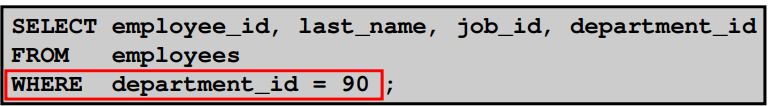 SELECT employee_id, last_name, job_id, department_id
FROM   employees
WHERE  department_id = 90 ;